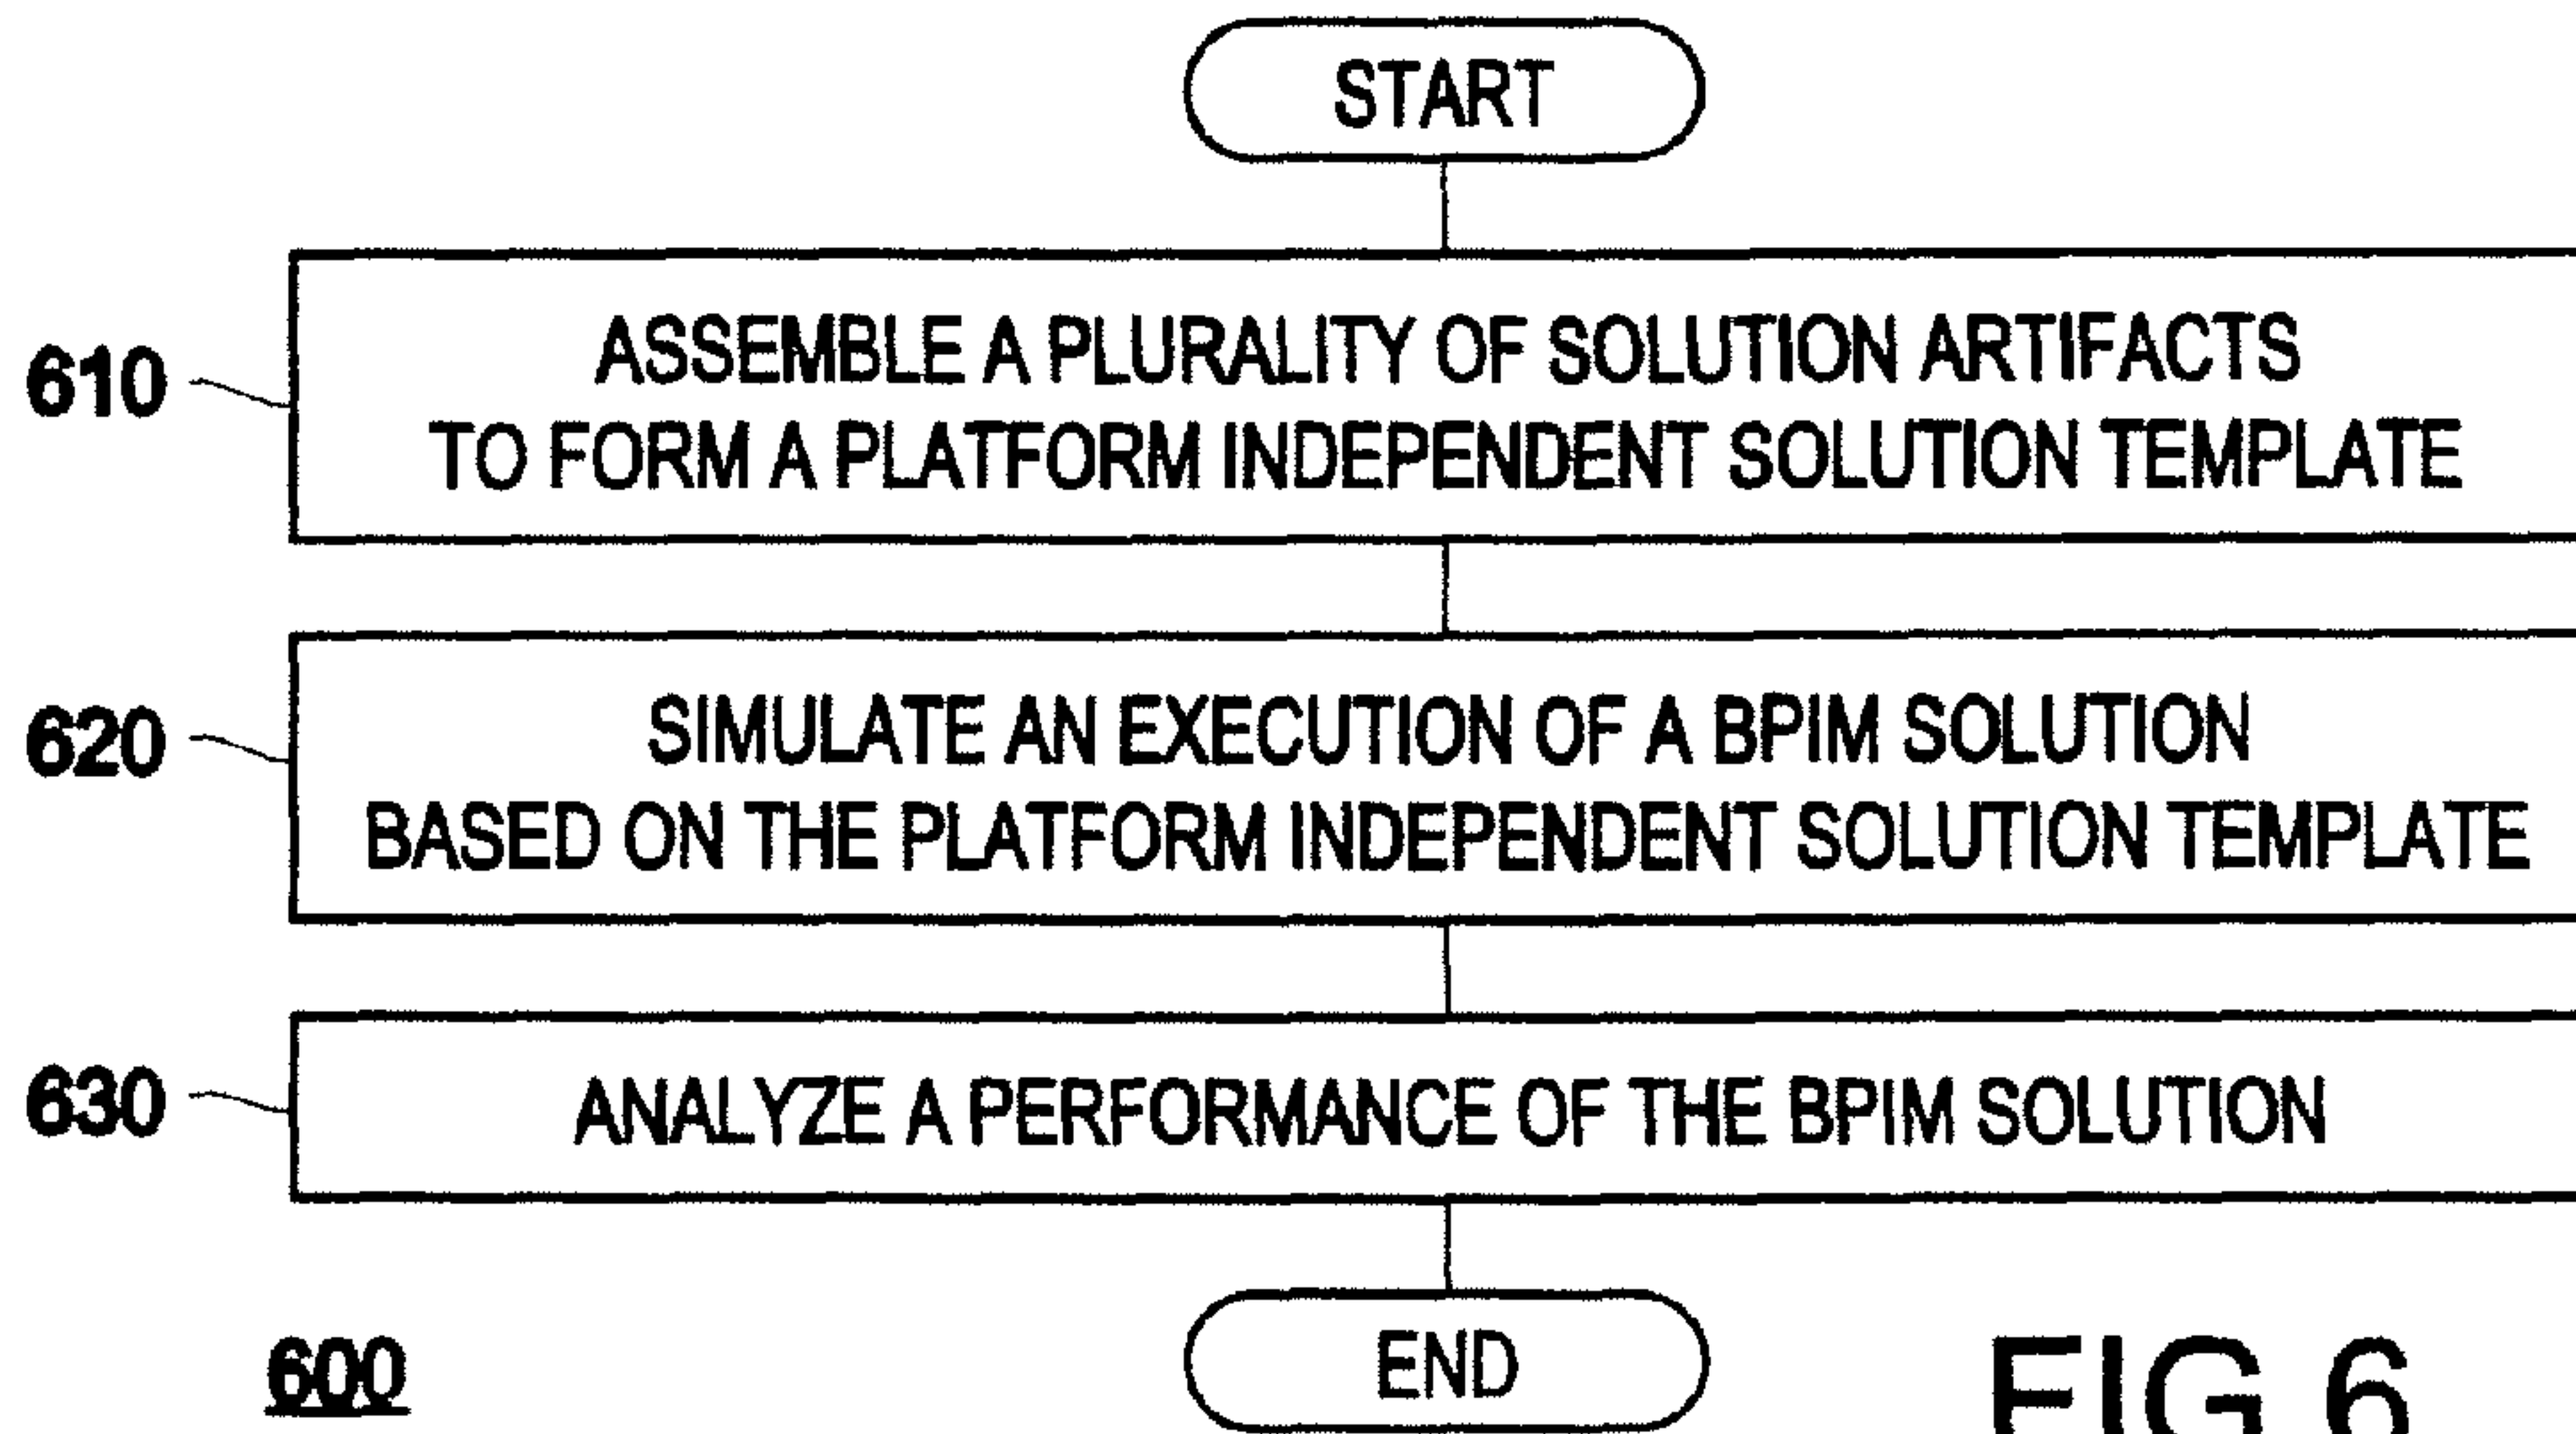 START
610
ASSEMBLE A PLURALITY OF SOLUTION ARTIFACTS
TO FORM A PLATFORM INDEPENDENT SOLUTION TEMPLATE
620
SIMULATE AN EXECUTION OF A BPIM SOLUTION
BASED ON THE PLATFORM INDEPENDENT SOLUTION TEMPLATE
630
ANALYZE A PERFORMANCE OF THE BPIM SOLUTION
END
600
FIG 6